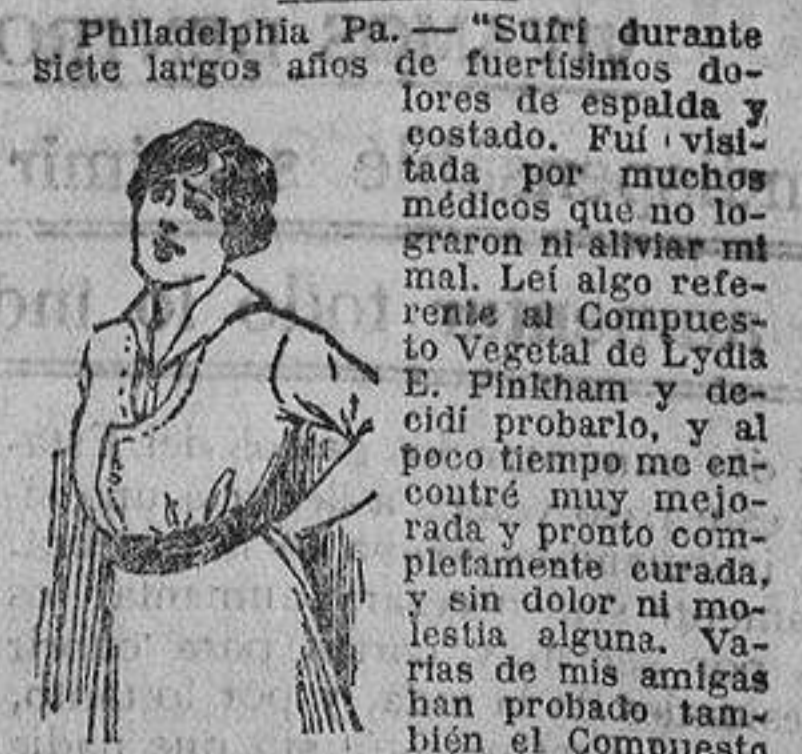 Philadelphia Pa. — "Sufrí durante
siete largos años de fuertísimos do-
lores de espalda y
costado. Fuí visi-
tada por muchos
médicos que no lo-
graron ni aliviar mi
mal. Leí algo refe-
rente al Compues-
to Vegetal de Lydia
E. Pinkham y de-
cidí probarlo, y al
poco tiempo me en-
contré muy mejo-
rada y pronto com-
pletamente curada,
y sin dolor ni mo-
lestia alguna. Va-
rias de mis amigas
han probado tam-
bién el Compuesto